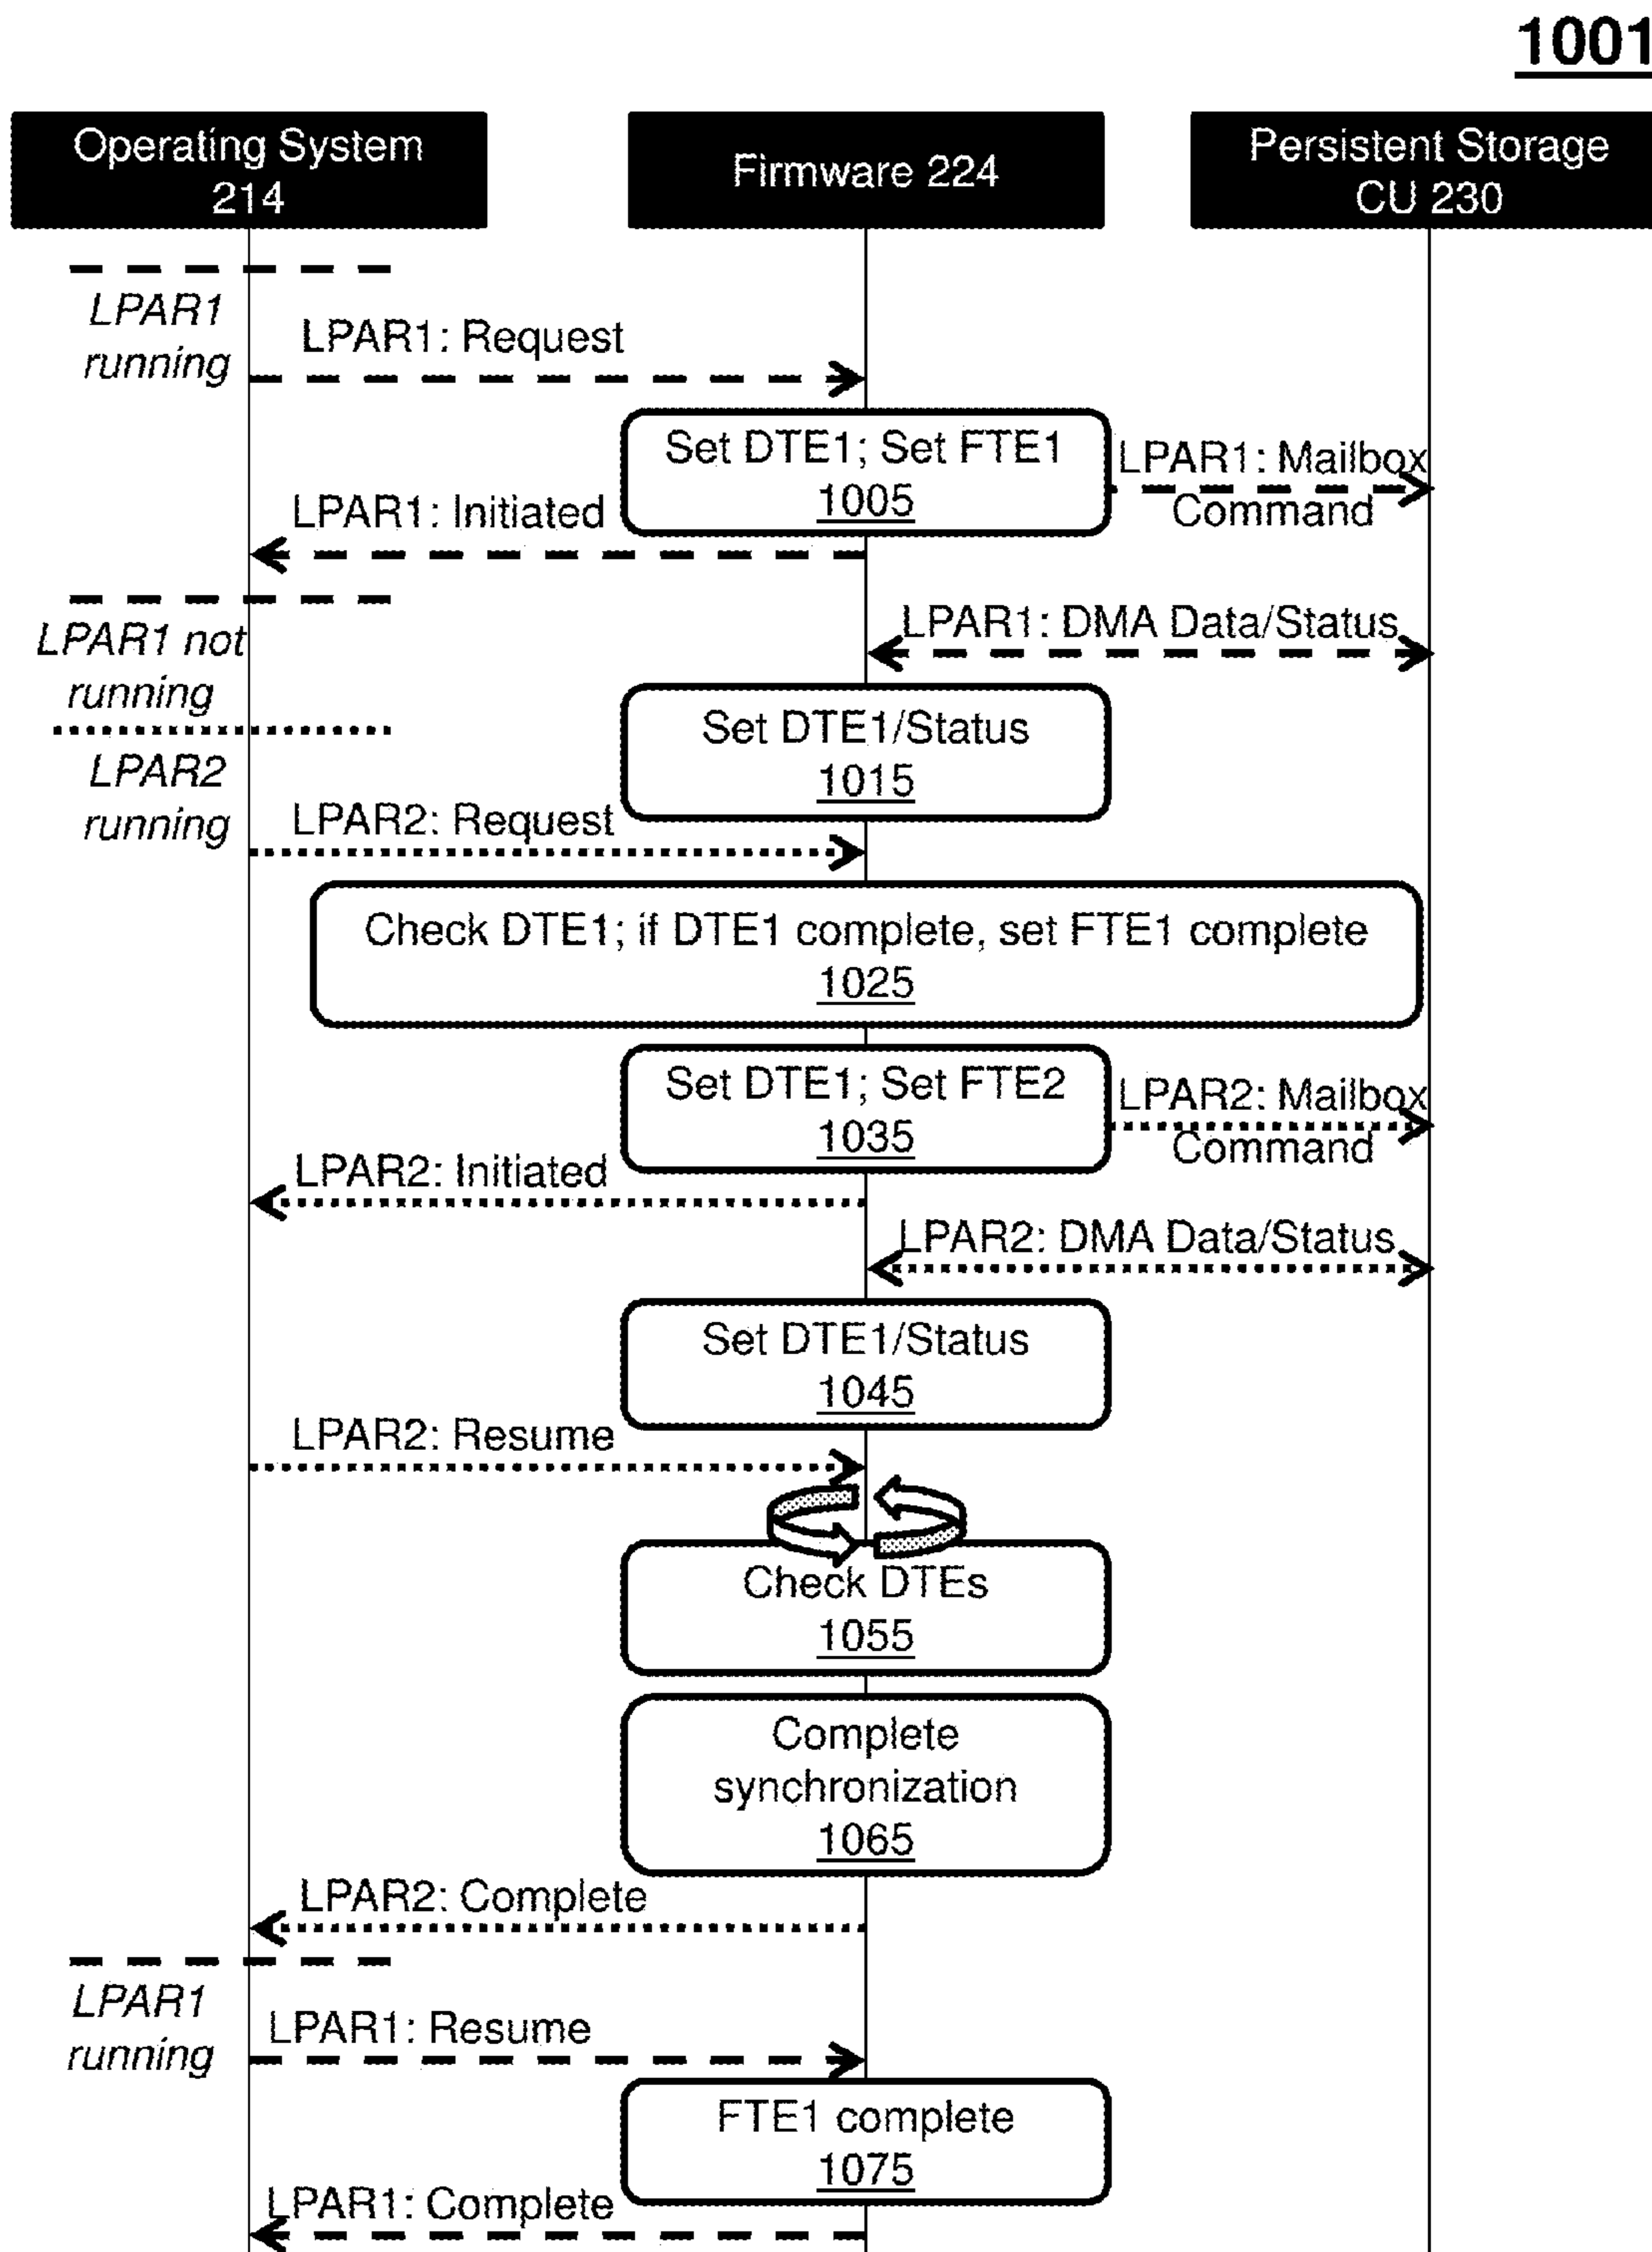 1001
Operating System
214
Firmware 224
Persistent Storage
CU 230
LPAR1
running
LPAR1: Request
Set DTE1; Set FTE1
1005
LPAR1: Mailbox
Command
LPAR1: Initiated
LPAR1 not
running
LPAR1: DMA Data/Status
Set DTE1/Status
1015
LPAR2
running
LPAR2: Request
Check DTE1; if DTE1 complete, set FTE1 complete
1025
Set DTE1; Set FTE2
1035
LPAR2: Mailbox
Command
LPAR2: Initiated
LPAR2: DMA Data/Status
Set DTE1/Status
1045
LPAR2: Resume
Check DTEs
1055
Complete
synchronization
1065
LPAR2: Complete
LPAR1
running
LPAR1: Resume
FTE1 complete
1075
LPAR1: Complete